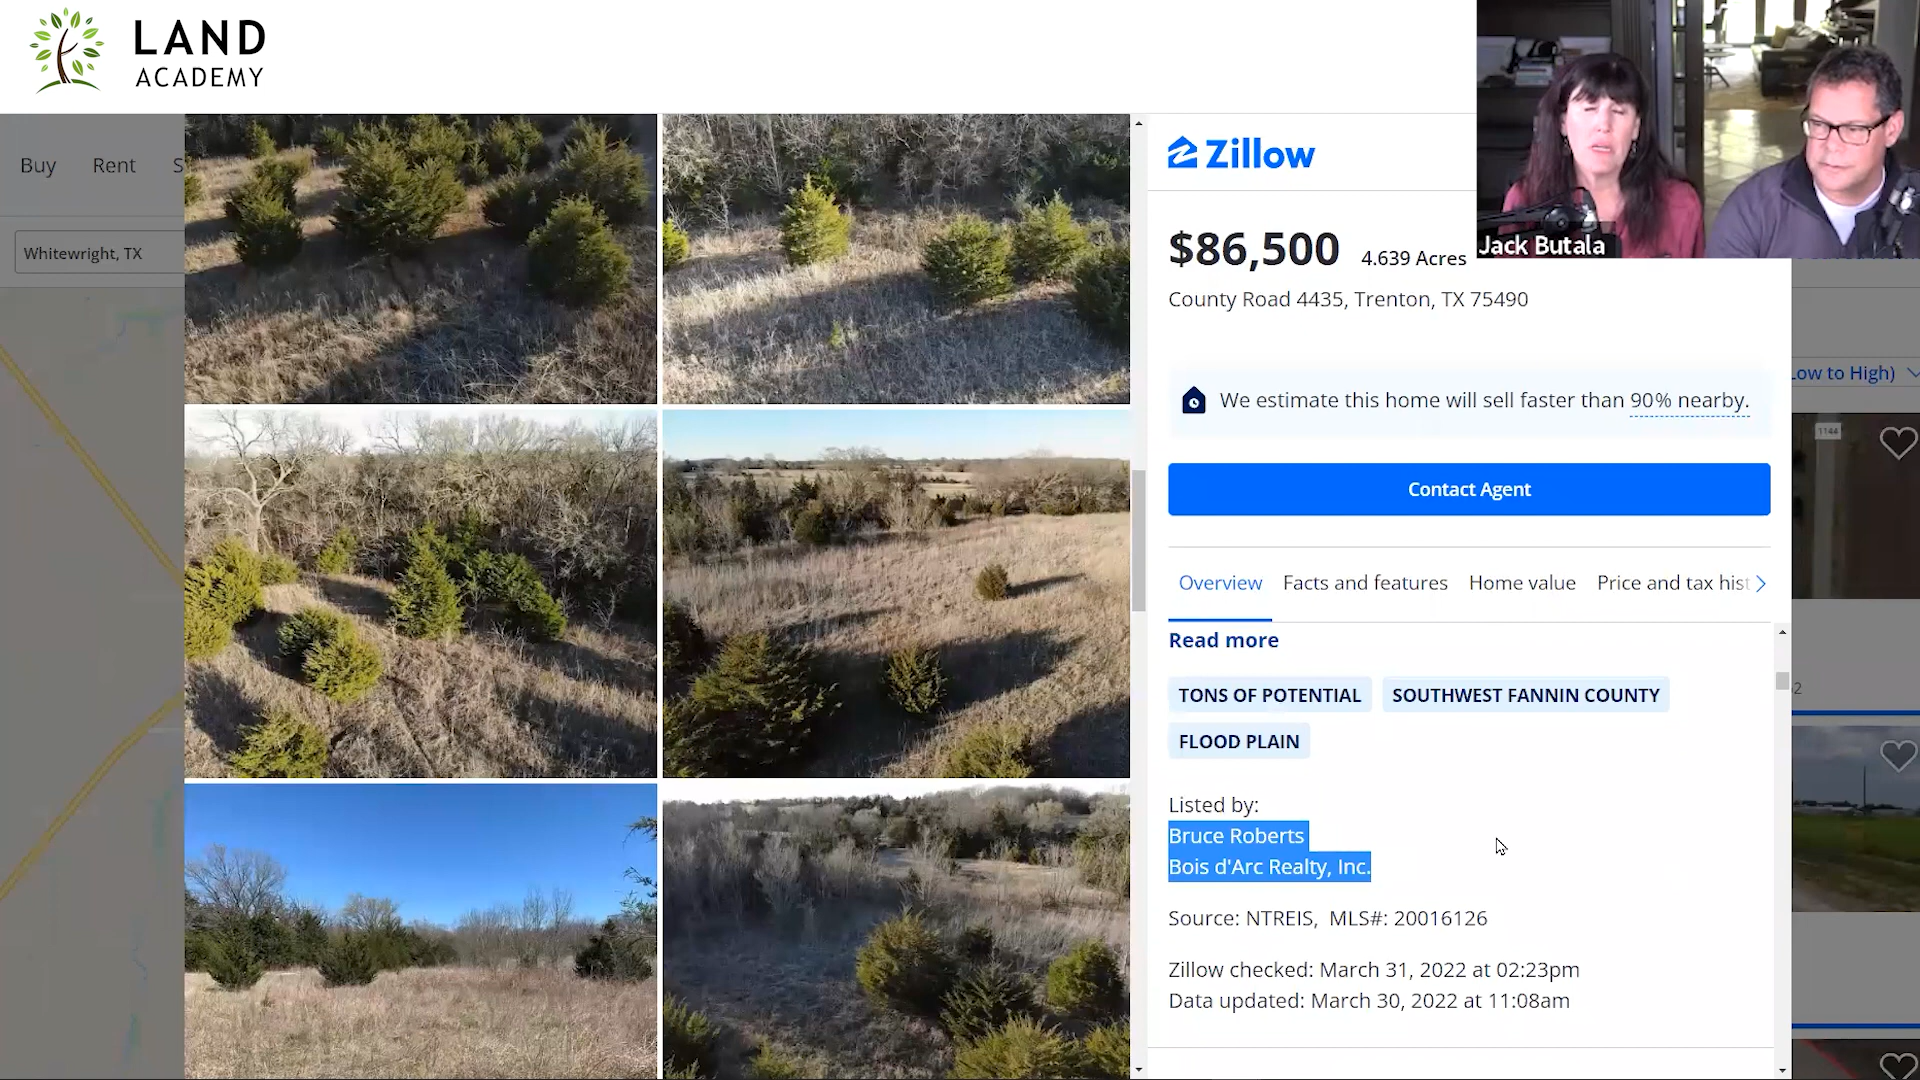 LAND
ACADEMY
Jack Butala
Buy Rent S
Whitewright, TX
Zillow
$86,500 4.639 Acres
County Road 4435, Trenton, TX 75490
We estimate this home will sell faster than 90% nearby.
Contact Agent
Overview Facts and features Home value Price and tax hist
Read more
TONS OF POTENTIAL SOUTHWEST FANNIN COUNTY
FLOOD PLAIN
Listed by:
Bruce Roberts
Bois d'Arc Realty, Inc.
Source: NTREIS, MLS#: 20016126
Zillow checked: March 31, 2022 at 02:23pm
Data updated: March 30, 2022 at 11:08am
Low to High)
1144
2